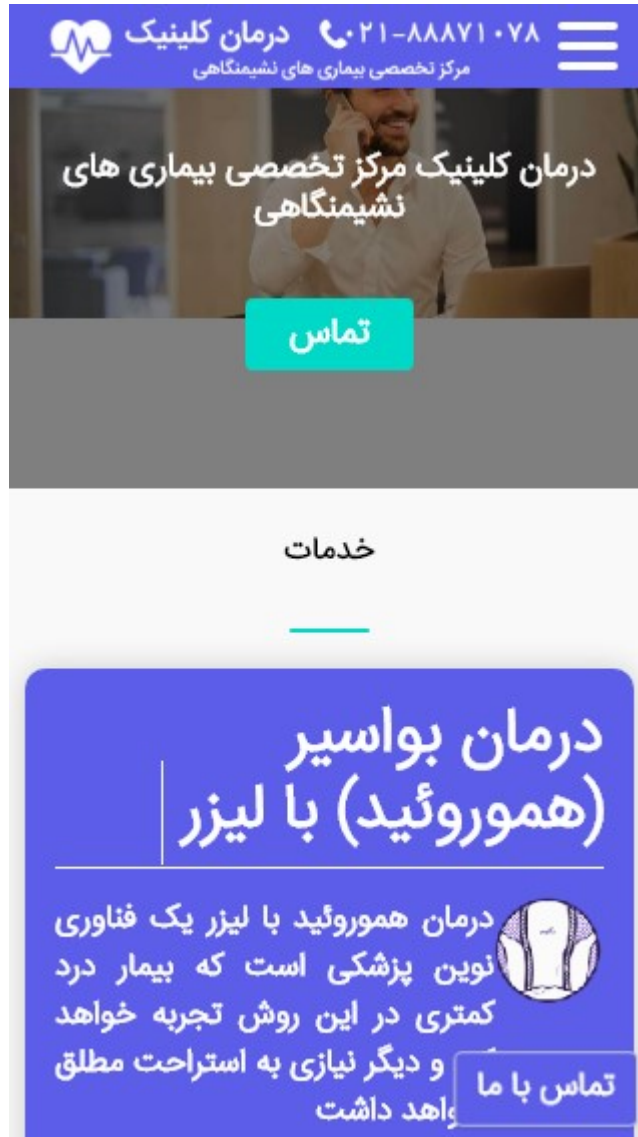 ۰۲۱-۸۸۸۷۱۰۷۸ درمان کلینیک
مرکز تخصصی بیماری های نشیمنگاهی
درمان کلینیک مرکز تخصصی بیماری های
نشیمنگاهی
تماس
خدمات
درمان بواسیر
(هموروئید) با لیزر
درمان هموروئید با لیزر یک فناوری
نوین پزشکی است که بیمار درد
کمتری در این روش تجربه خواهد
و دیگر نیازی به استراحت مطلق
داشت
تماس با ما